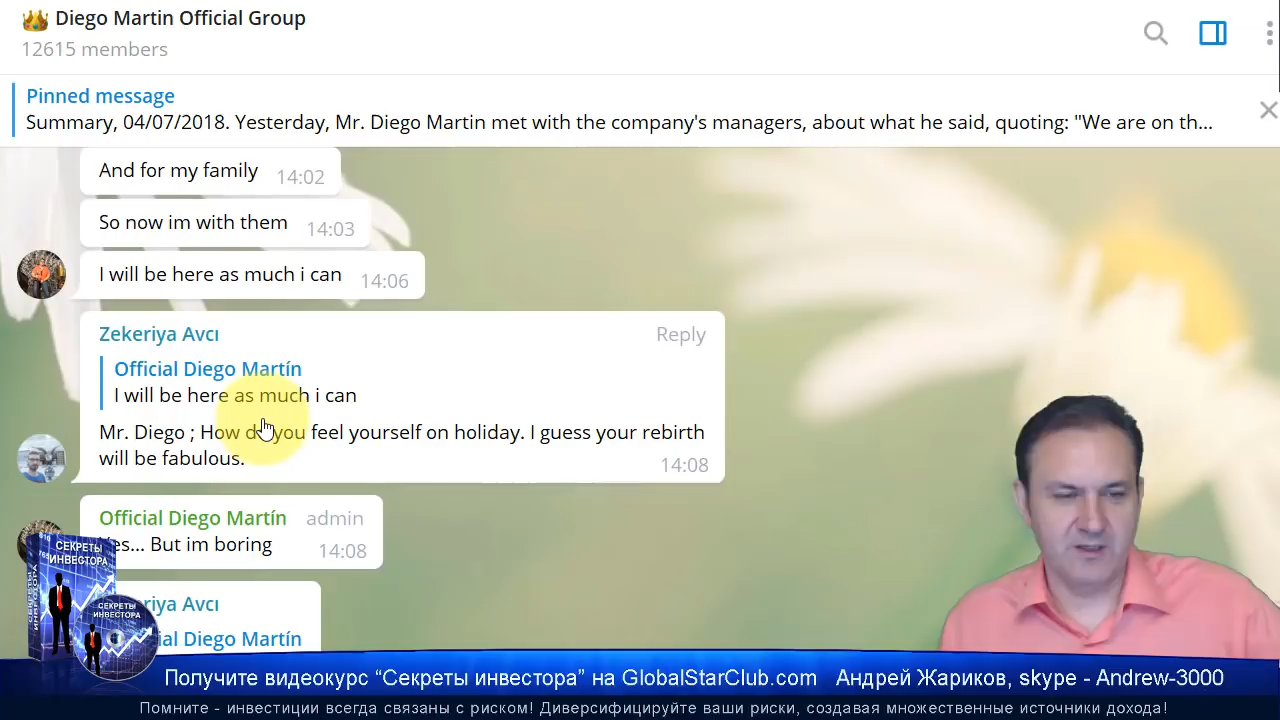 👑 Diego Martin Official Group
12615 members
Pinned message
Summary, 04/07/2018. Yesterday, Mr. Diego Martin met with the company's managers, about what he said, quoting: "We are on th...
And for my family 14:02
So now im with them 14:03
I will be here as much i can 14:06
Zekeriya Avcı Reply
Official Diego Martín
I will be here as much i can
Mr. Diego ; How do you feel yourself on holiday. I guess your rebirth
will be fabulous. 14:08
Official Diego Martín admin
Yes... But im boring 14:08
Avcı
Diego Martín
СЕКРЕТЫ
ИНВЕСТОРА
СЕКРЕТЫ
ИНВЕСТОРА
Получите видеокурс “Секреты инвестора” на GlobalStarClub.com Андрей Жариков, skype - Andrew-3000
Помните - инвестиции всегда связаны с риском! Диверсифицируйте ваши риски, создавая множественные источники дохода!